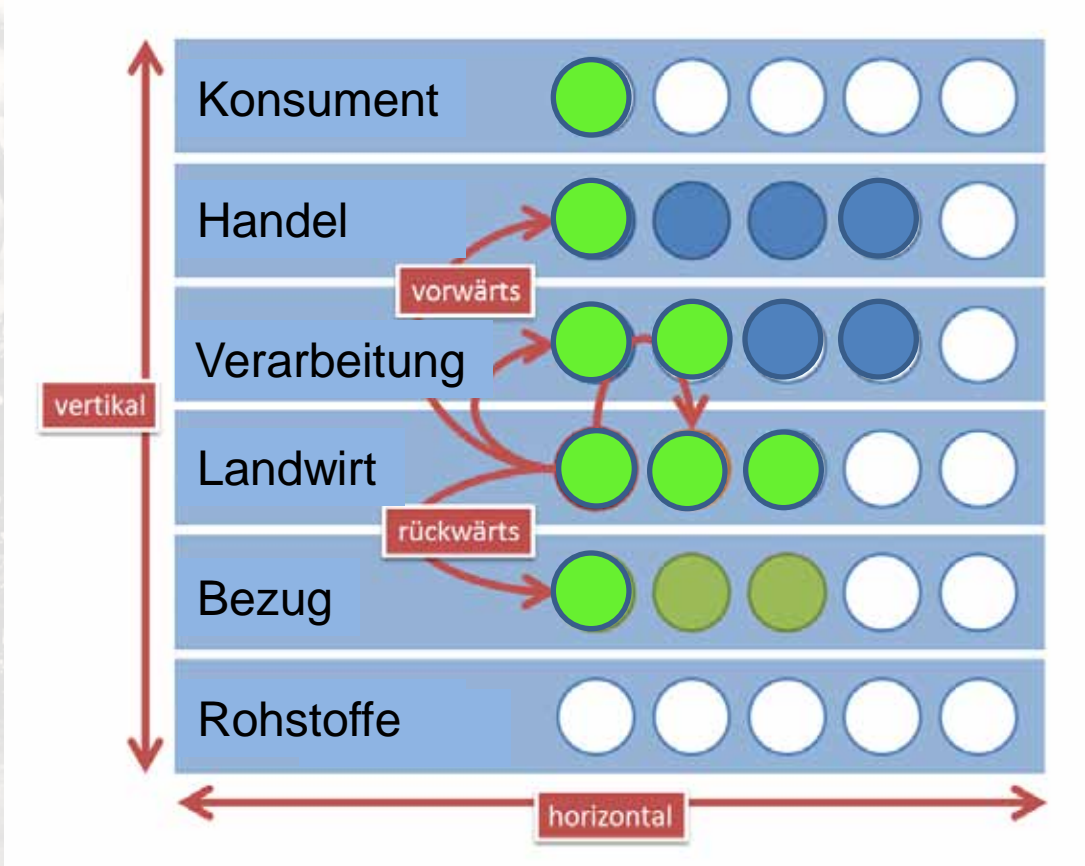 Konsument
Handel
vorwärts
Verarbeitung
vertikal
Landwirt
rückwärts
Bezug
Rohstoffe
horizontal